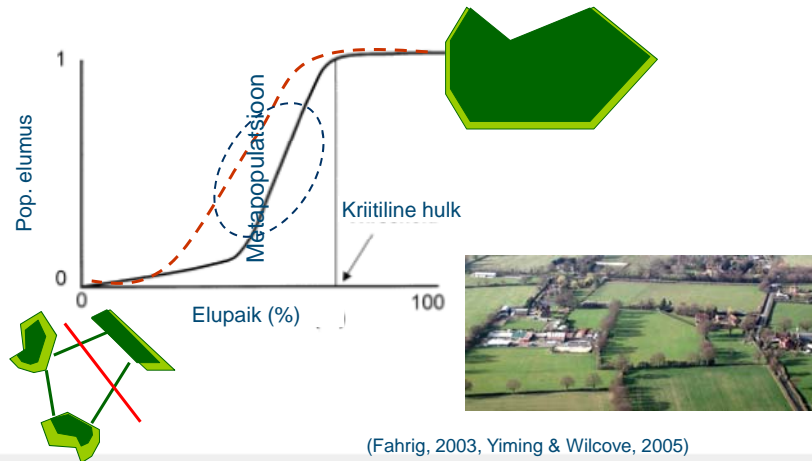 1
Pop. elumus
Metapopulatsioon
Kriitiline hulk
0
0
100
Elupaik (%)
(Fahrig, 2003, Yiming & Wilcove, 2005)